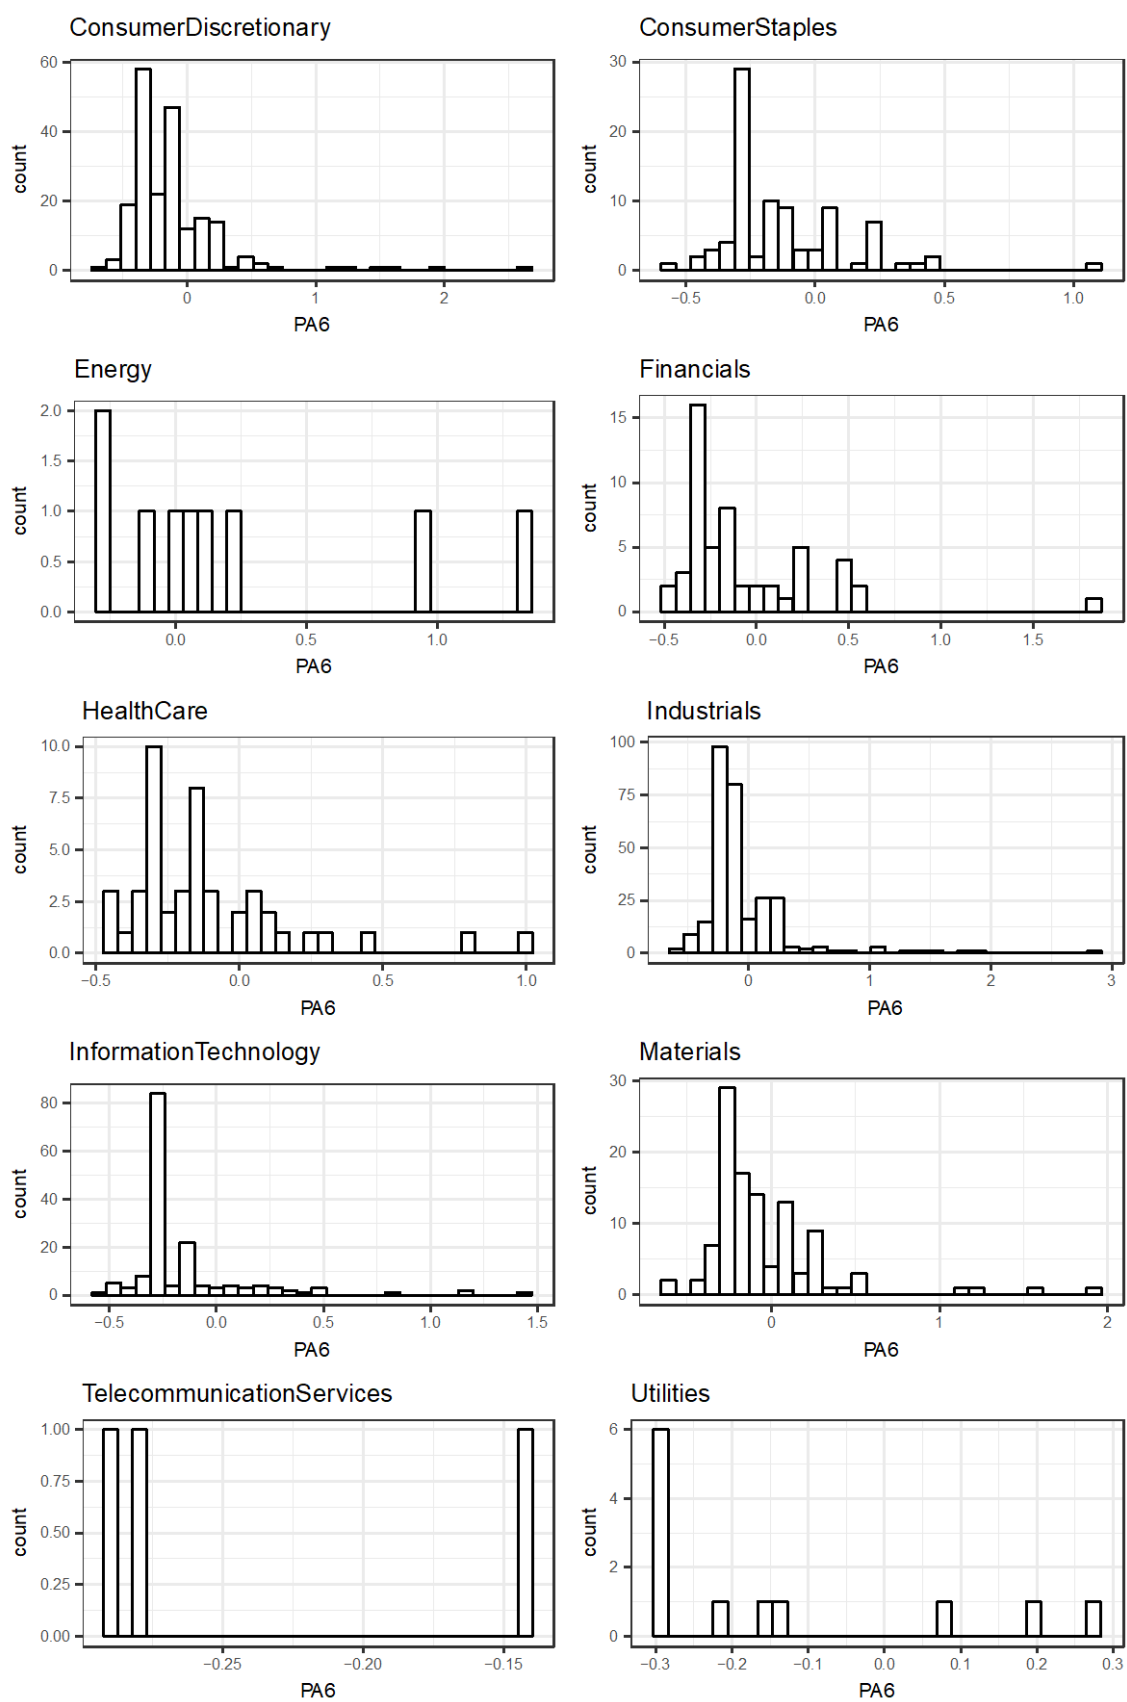 ConsumerDiscretionary
60
40
20
0
count
0 1 2
PA6
ConsumerStaples
30
20
10
0
count
−0.5 0.0 0.5 1.0
PA6
Energy
2.0
1.5
1.0
0.5
0.0
count
0.0 0.5 1.0
PA6
Financials
15
10
5
0
count
−0.5 0.0 0.5 1.0 1.5
PA6
HealthCare
10.0
7.5
5.0
2.5
0.0
count
−0.5 0.0 0.5 1.0
PA6
Industrials
100
75
50
25
0
count
0 1 2 3
PA6
InformationTechnology
80
60
40
20
0
count
−0.5 0.0 0.5 1.0 1.5
PA6
Materials
30
20
10
0
count
0 1 2
PA6
TelecommunicationServices
1.00
0.75
0.50
0.25
0.00
count
−0.25 −0.20 −0.15
PA6
Utilities
6
4
2
0
count
−0.3 −0.2 −0.1 0.0 0.1 0.2 0.3
PA6